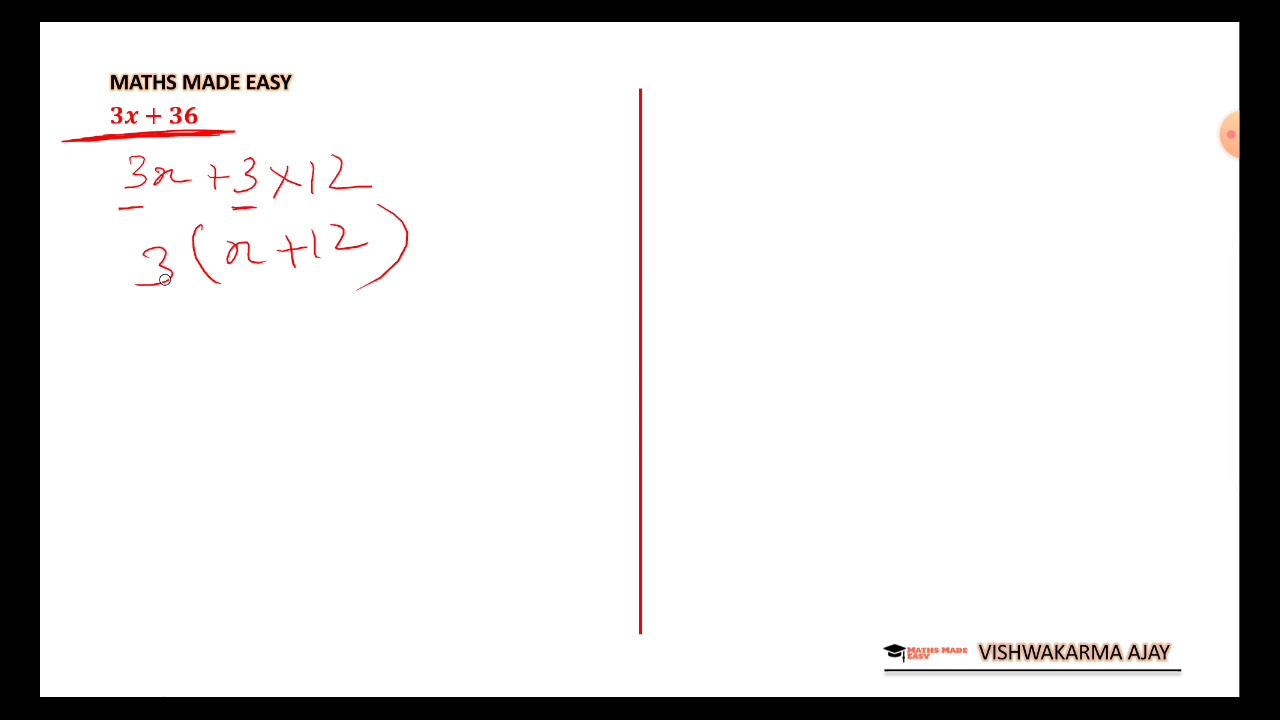 MATHS MADE EASY
3x + 36
3x + 3 × 12
3 (x + 12)
MATHS MADE
EASY
VISHWAKARMA AJAY